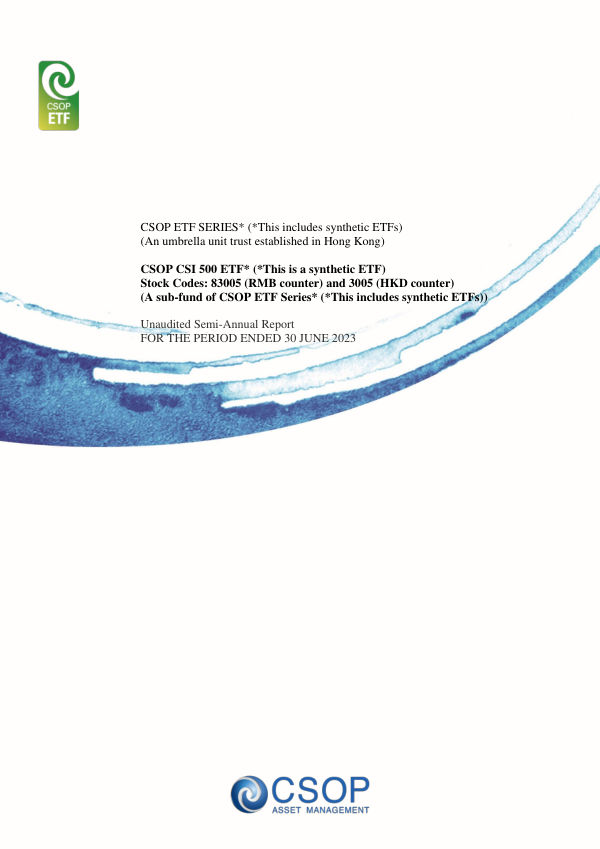 CSOP
ETF
CSOP ETF SERIES* (*This includes synthetic ETFs)
(An umbrella unit trust established in Hong Kong)
CSOP CSI 500 ETF* (*This is a synthetic ETF)
Stock Codes: 83005 (RMB counter) and 3005 (HKD counter)
(A sub-fund of CSOP ETF Series* (*This includes synthetic ETFs))
Unaudited Semi-Annual Report
FOR THE PERIOD ENDED 30 JUNE 2023
CSOP
ASSET MANAGEMENT